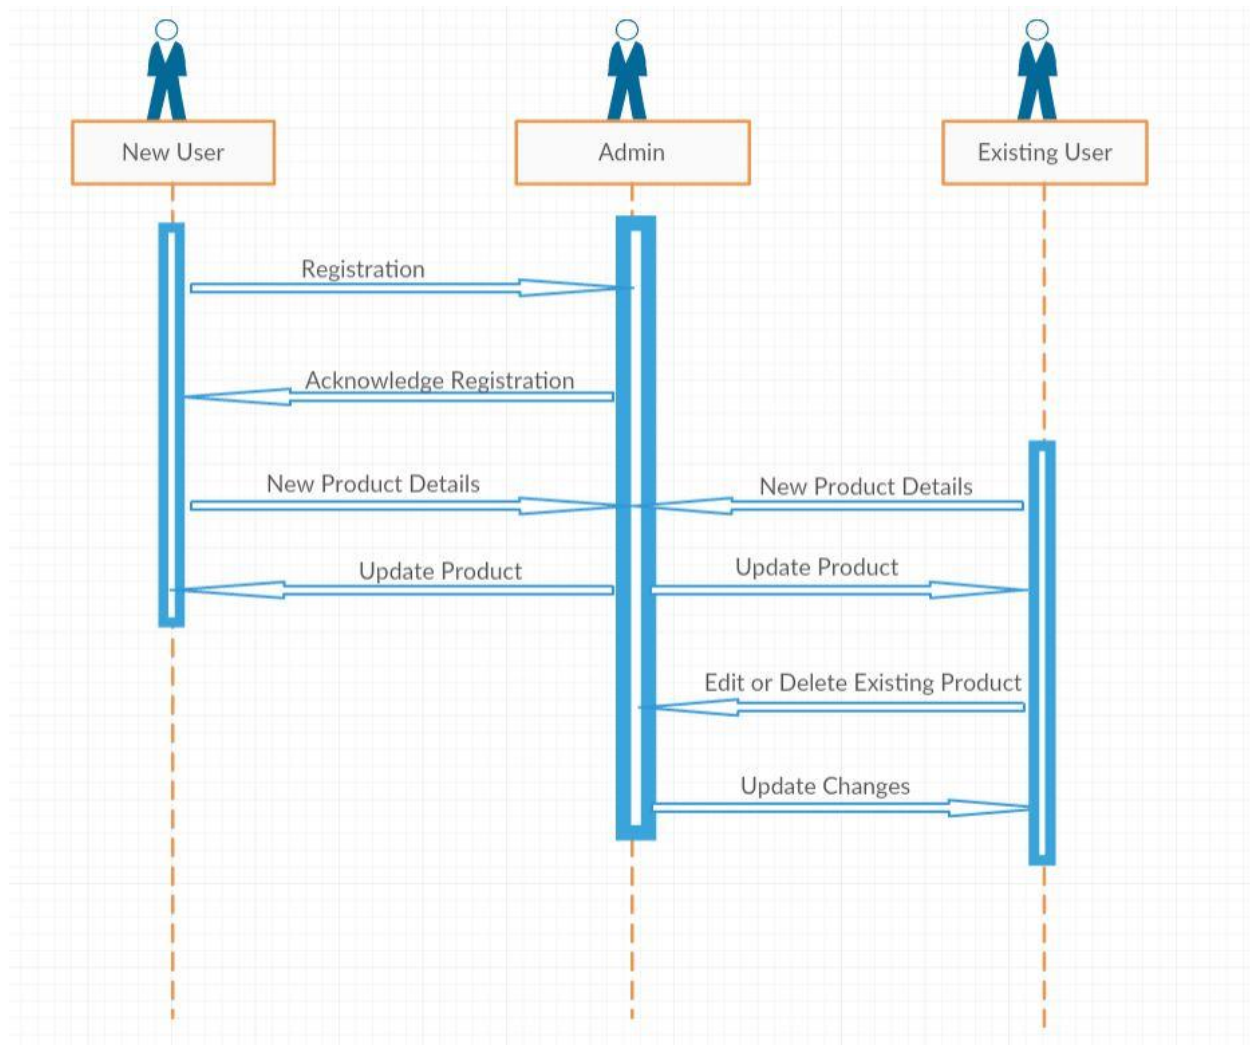 New User
Admin
Existing User
Registration
Acknowledge Registration
New Product Details
New Product Details
Update Product
Update Product
Edit or Delete Existing Product
Update Changes